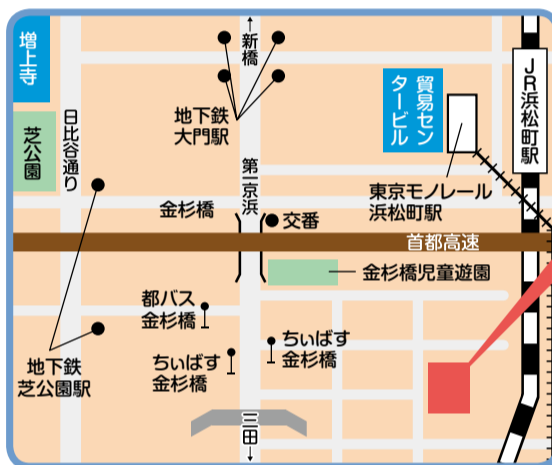 増上寺
芝公園
日比谷通り
←新橋
地下鉄
大門駅
第一京浜
貿易セン
タービル
JR浜松町駅
東京モノレール
浜松町駅
金杉橋
交番
首都高速
金杉橋児童遊園
都バス
金杉橋
ちぃばす
金杉橋
ちぃばす
金杉橋
地下鉄
芝公園駅
三田→